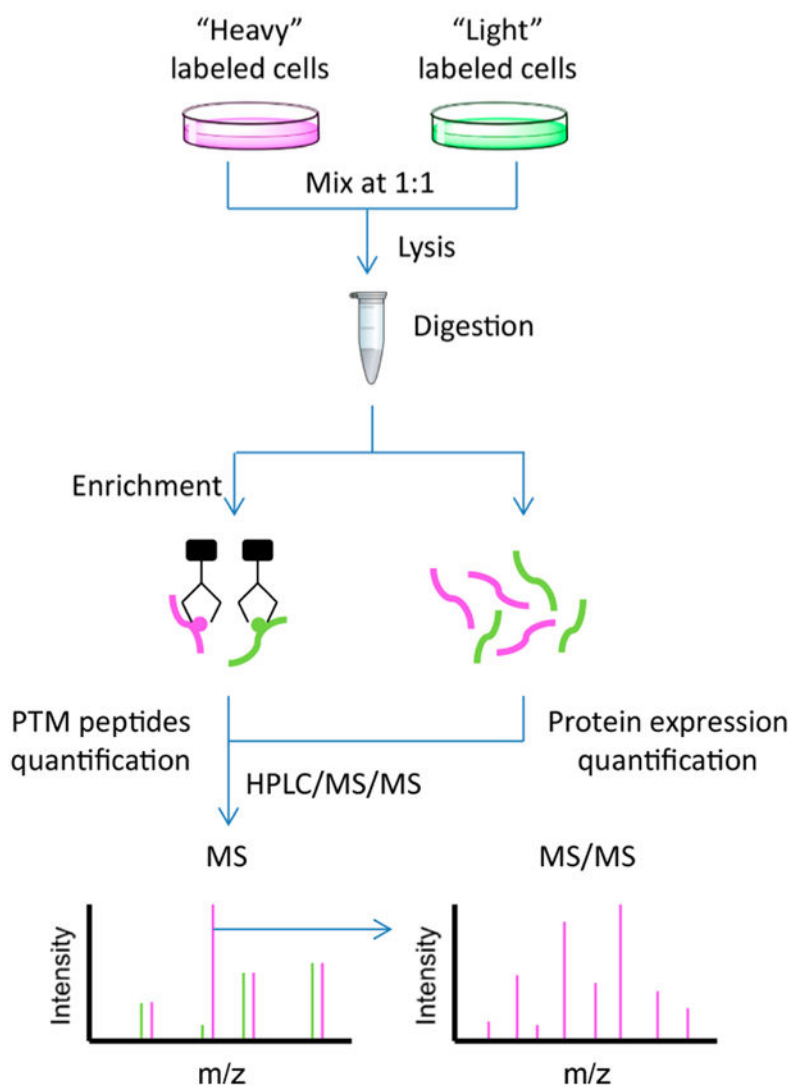 “Heavy”
labeled cells
“Light”
labeled cells
Mix at 1:1
Lysis
Digestion
Enrichment
PTM peptides
quantification
Protein expression
quantification
HPLC/MS/MS
MS
MS/MS
Intensity
m/z
Intensity
m/z